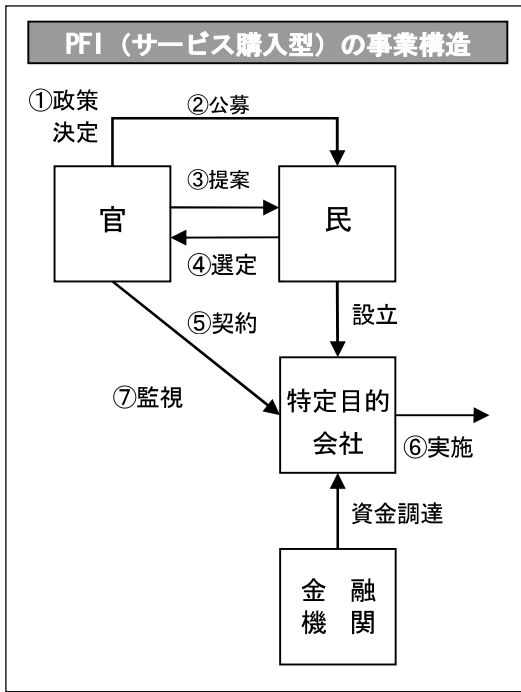 PFI（サービス購入型）の事業構造
①政策
決定
②公募
官
③提案
民
④選定
⑤契約
設立
⑦監視
特定目的
会社
⑥実施
資金調達
金 融
機 関